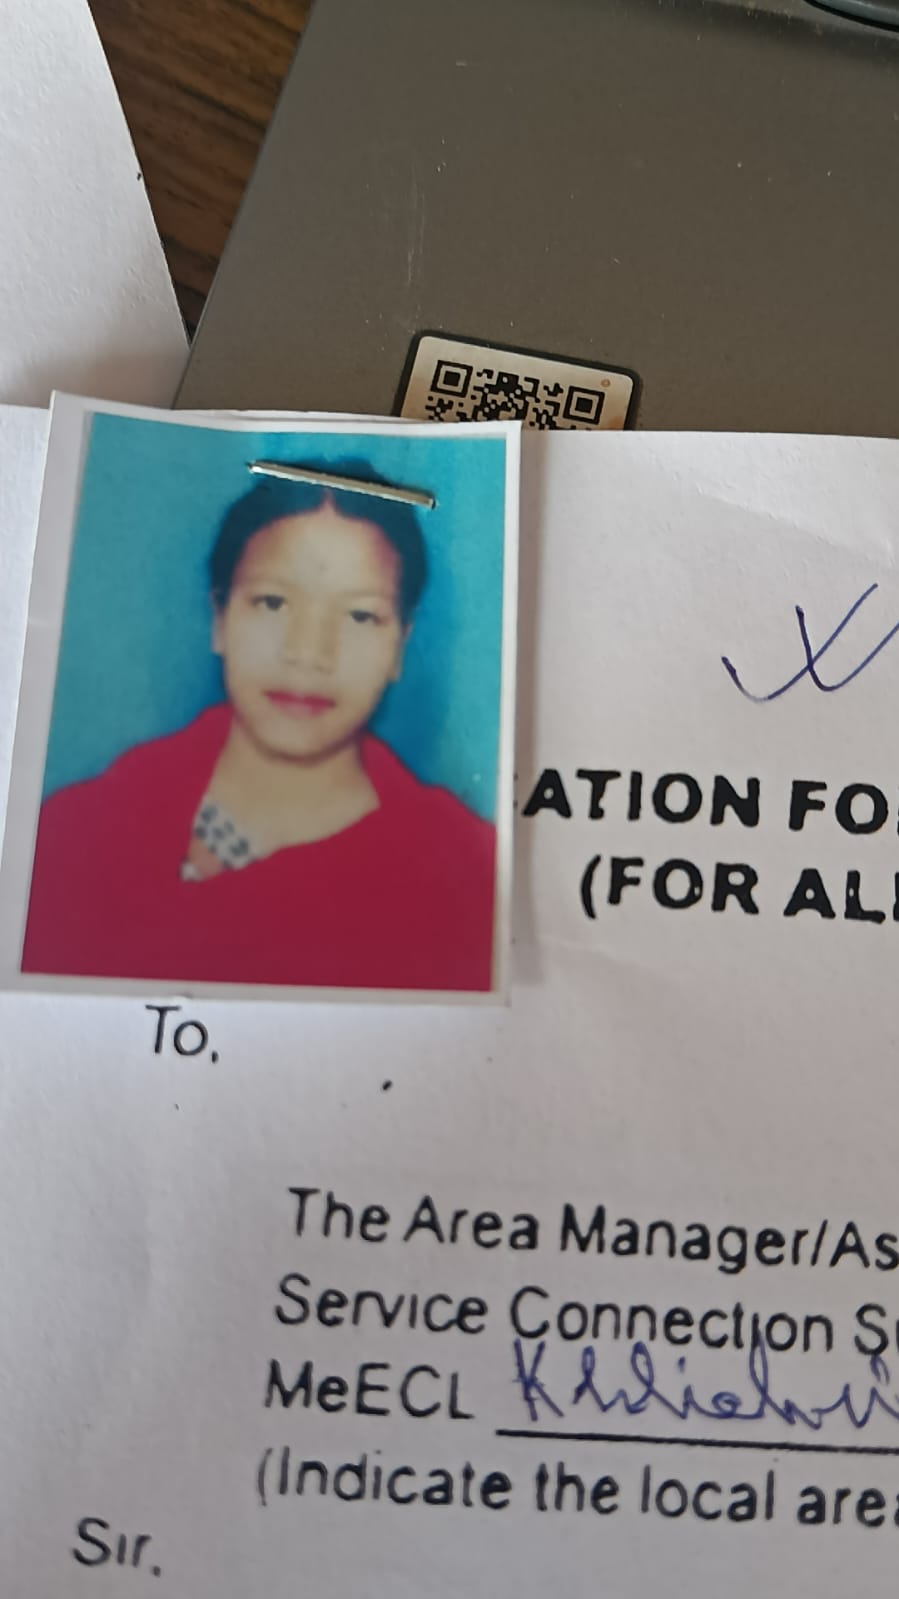 ATION FO
(FOR AL
To,
The Area Manager/As
Service Connection S
MeECL
(Indicate the local are
Sir.